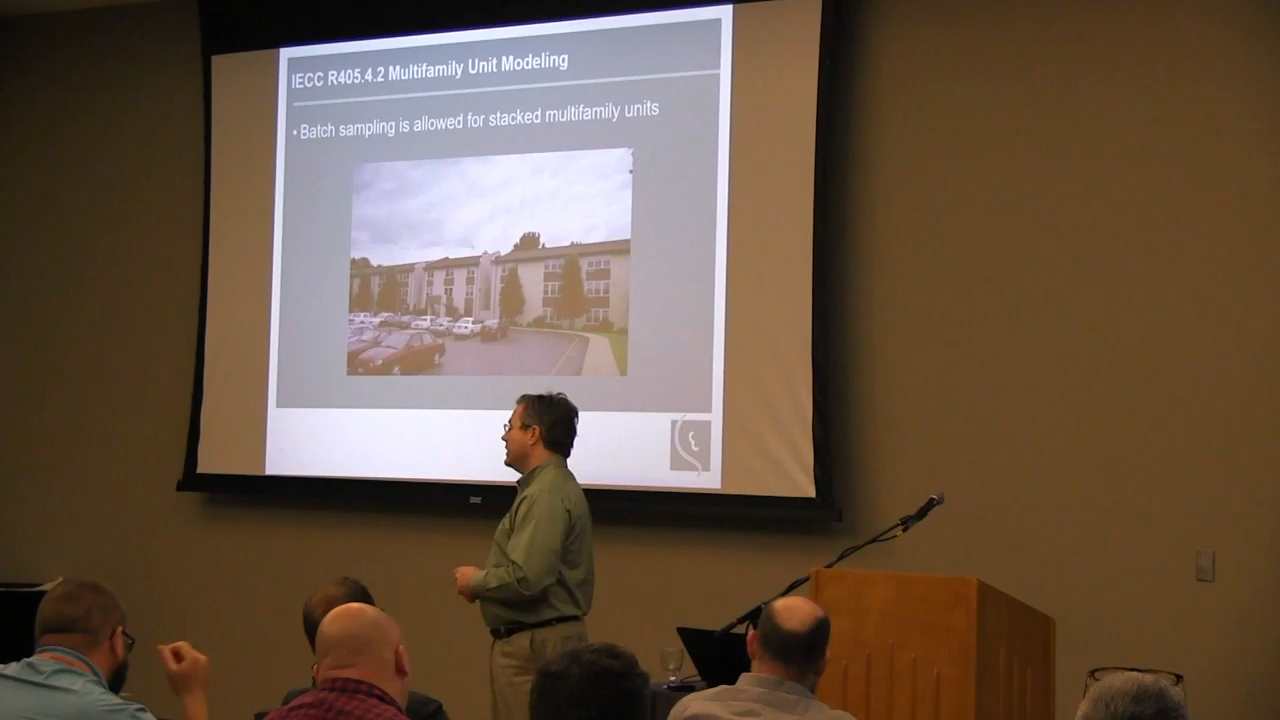 IECC R405.4.2 Multifamily Unit Modeling
• Batch sampling is allowed for stacked multifamily units